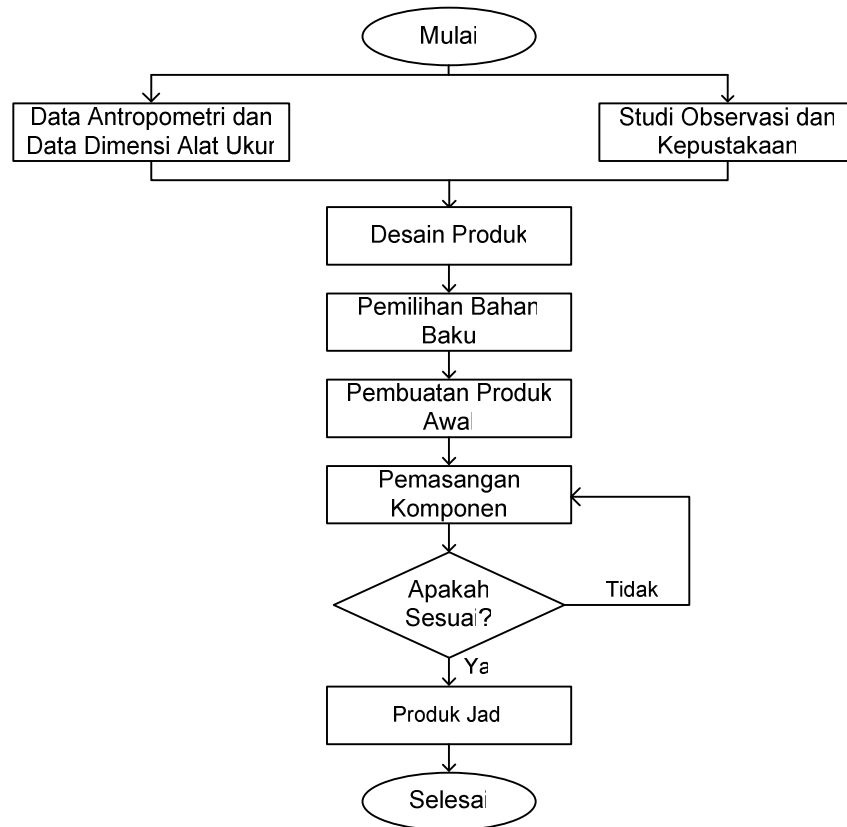 Mulai
Data Antropometri dan
Data Dimensi Alat Ukur
Studi Observasi dan
Kepustakaan
Desain Produk
Pemilihan Bahan
Baku
Pembuatan Produk
Awal
Pemasangan
Komponen
Apakah
Sesuai?
Tidak
Ya
Produk Jad
Selesai